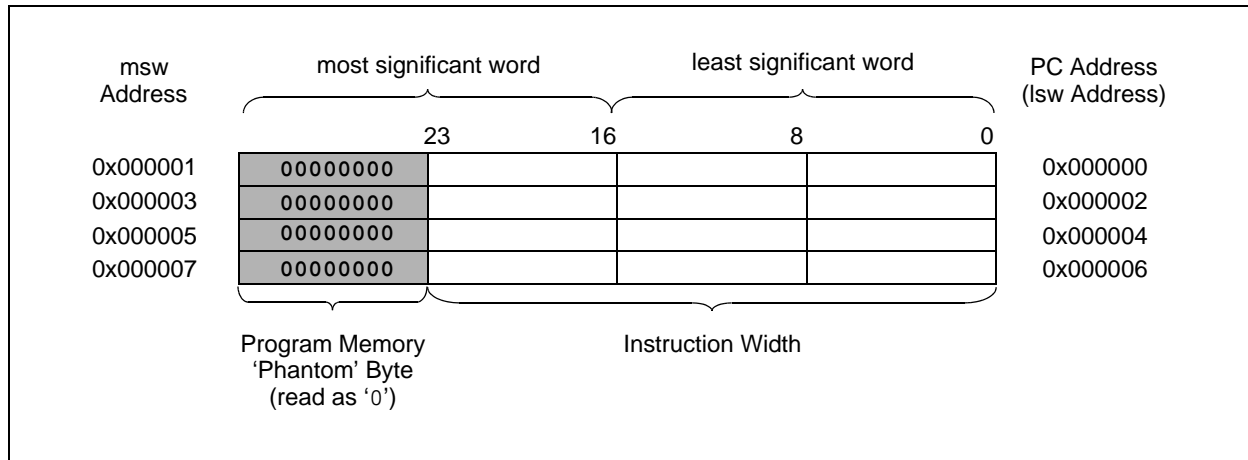 msw
Address
most significant word
least significant word
PC Address
(lsw Address)
23 16 8 0
0x000001 00000000 0x000000
0x000003 00000000 0x000002
0x000005 00000000 0x000004
0x000007 00000000 0x000006
Program Memory
‘Phantom’ Byte
(read as ‘0’)
Instruction Width